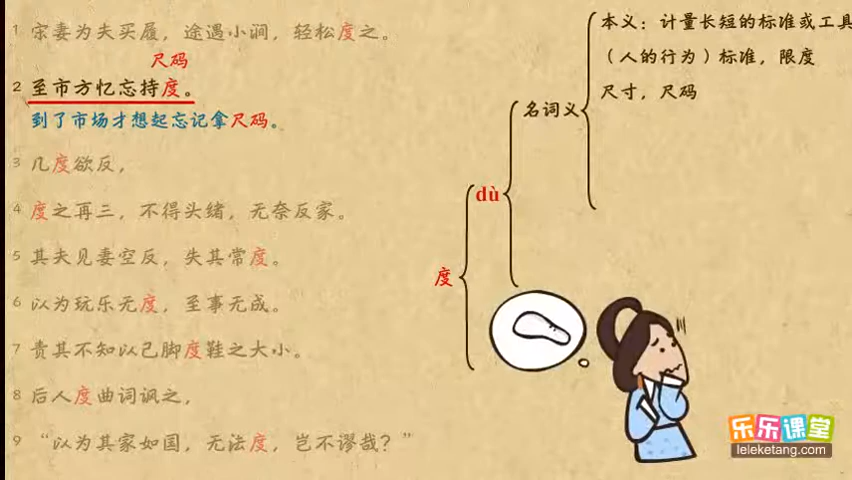 1 宋妻为夫买履，途遇小涧，轻松度之。
尺码
2 至市方忆忘持度。
到了市场才想起忘记拿尺码。
3 几度欲反，
4 度之再三，不得头绪，无奈反家。
5 其夫见妻空反，失其常度。
6 以为玩乐无度，至事无成。
7 责其不知以己脚度鞋之大小。
8 后人度曲词讽之，
9 “以为其家如国，无法度，岂不谬哉？”
度
dù
名词义
本义：计量长短的标准或工具
（人的行为）标准，限度
尺寸，尺码
乐乐课堂
leleketang.com